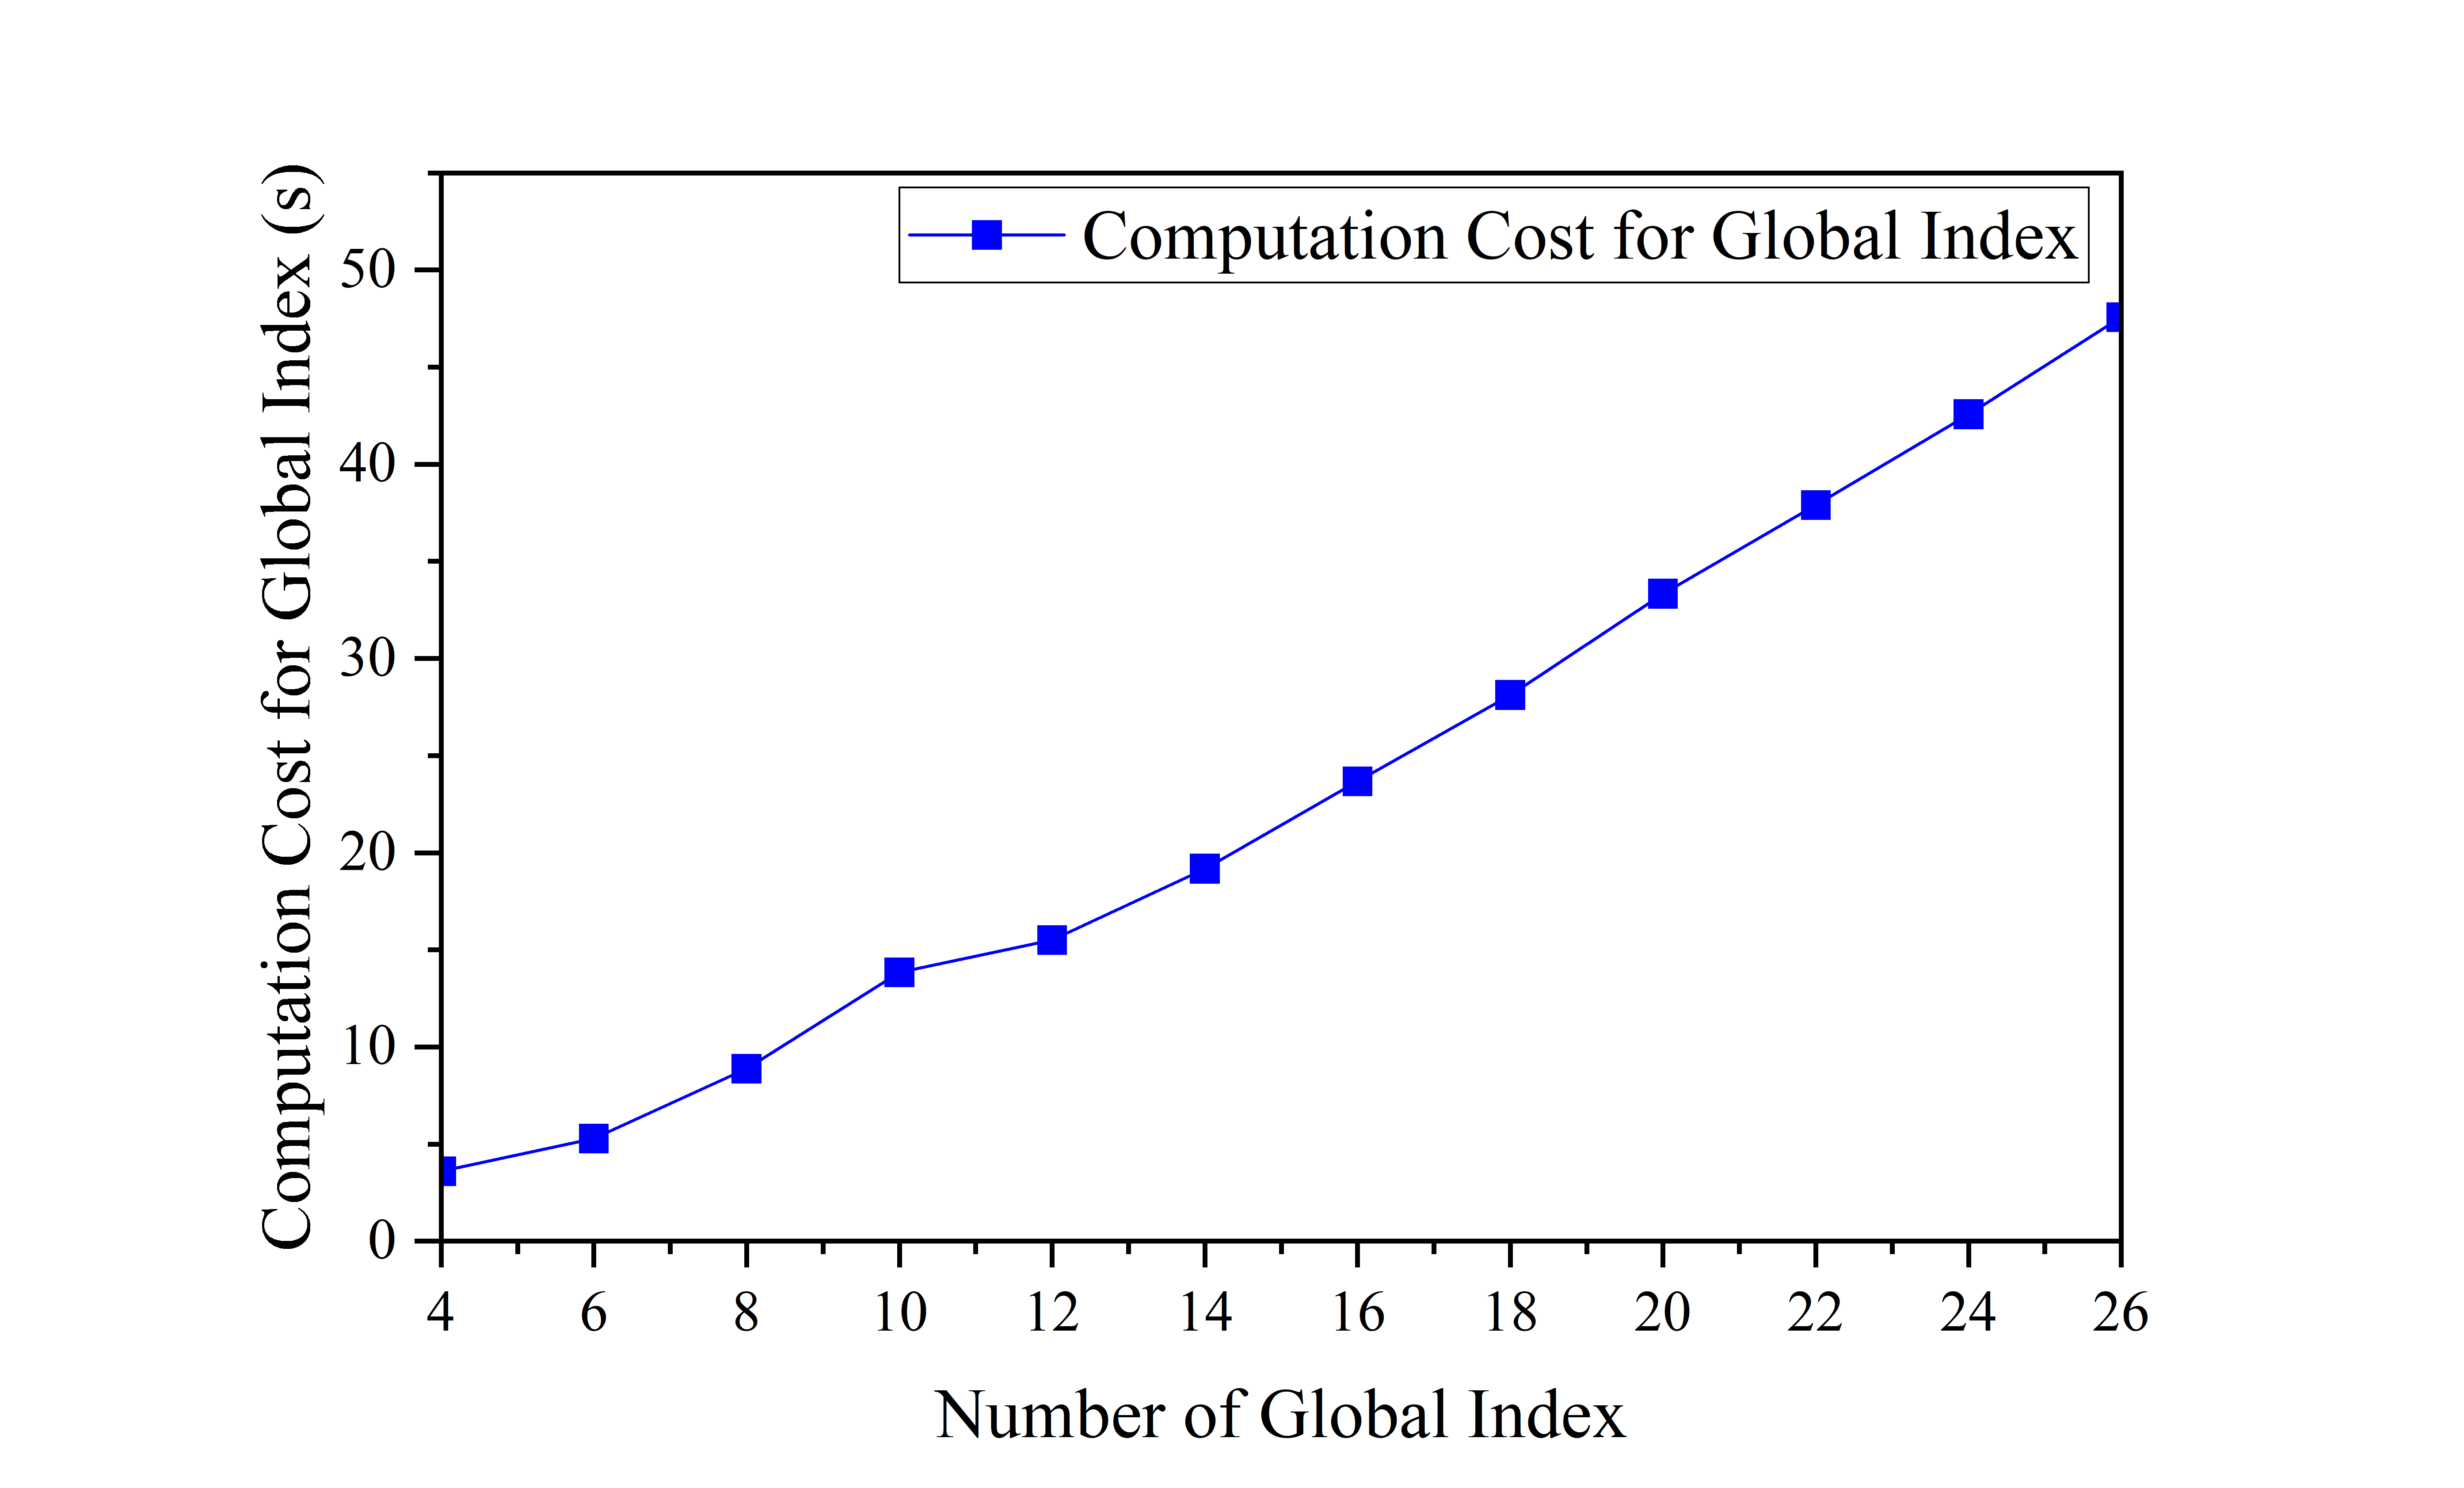 Computation Cost for Global Index
Computation Cost for Global Index (s)
50
40
30
20
10
0
4 6 8 10 12 14 16 18 20 22 24 26
Number of Global Index